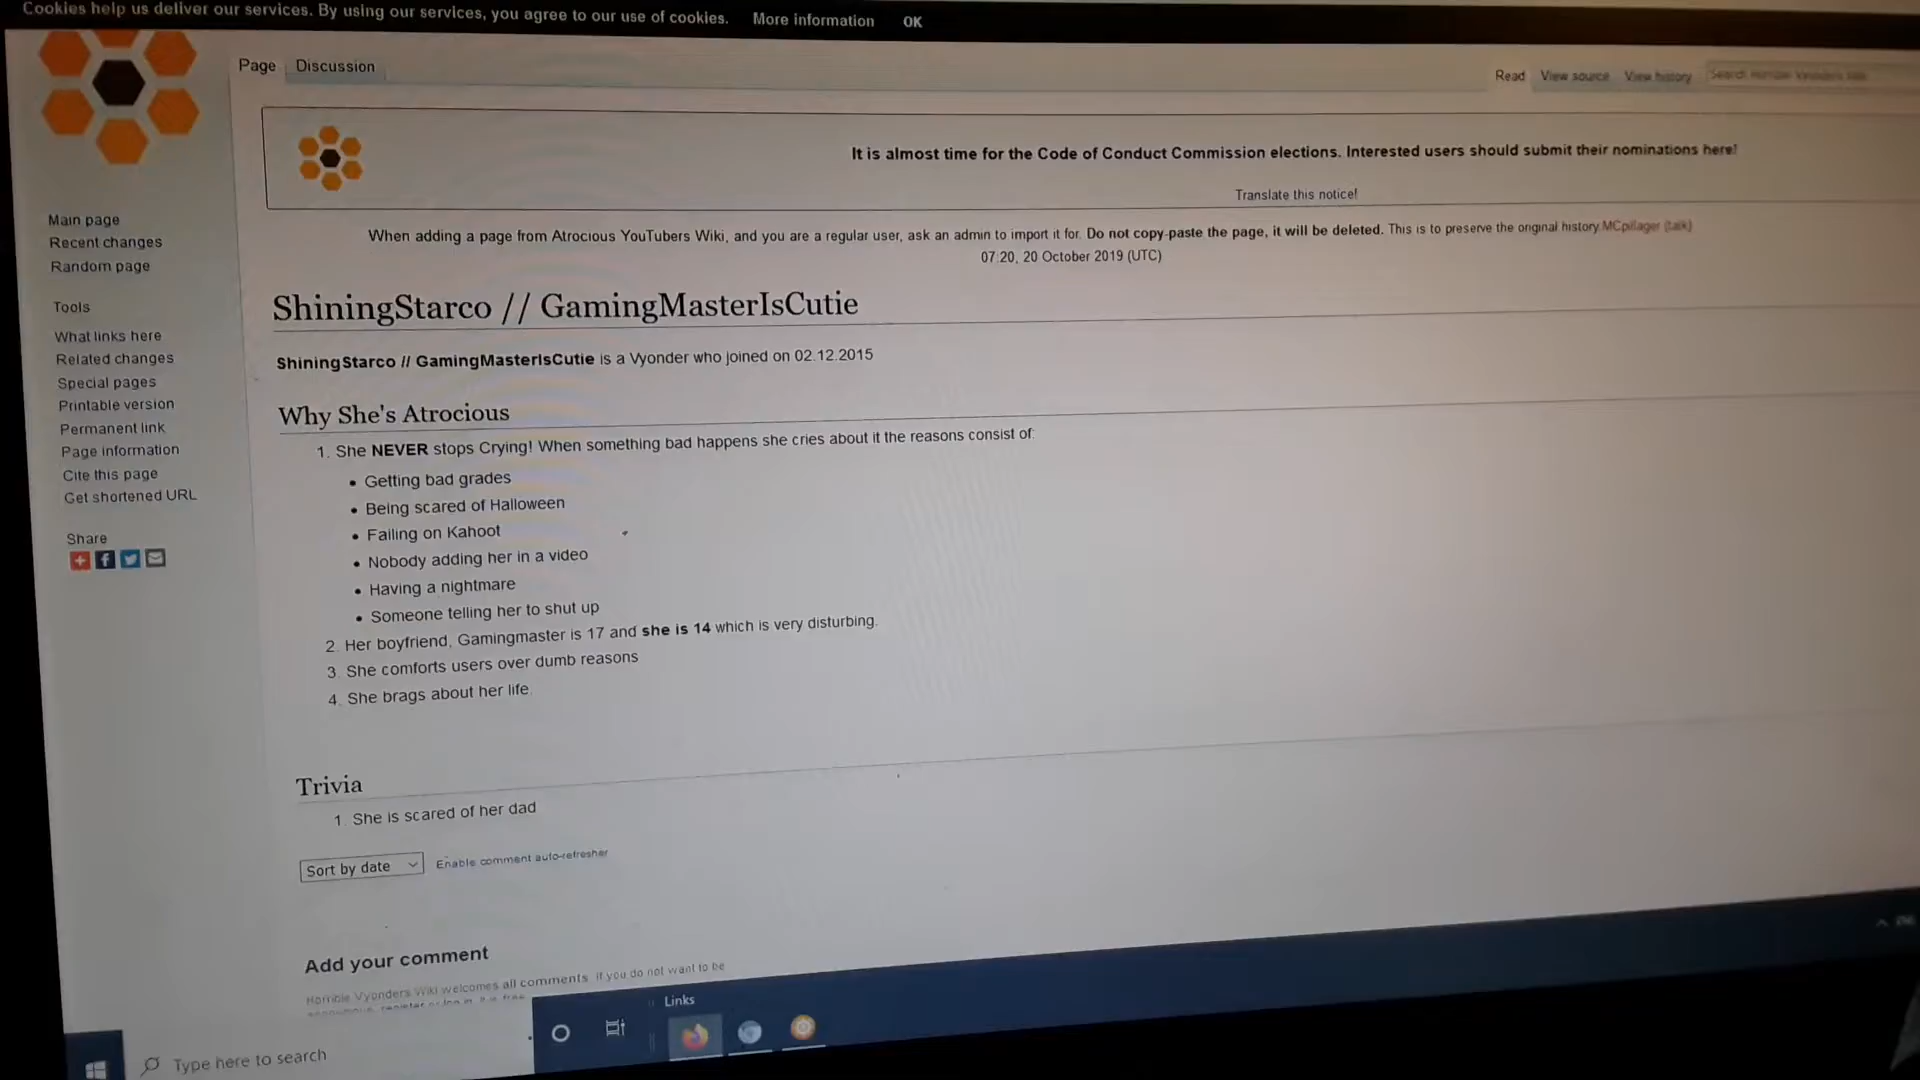 Cookies help us deliver our services. By using our services, you agree to our use of cookies. More information OK
Page Discussion
Read View source View history
It is almost time for the Code of Conduct Commission elections. Interested users should submit their nominations here!
Translate this notice!
When adding a page from Atrocious YouTubers Wiki, and you are a regular user, ask an admin to import it for. Do not copy-paste the page, it will be deleted. This is to preserve the original history.MCpillager (talk)
07:20, 20 October 2019 (UTC)
Main page
Recent changes
Random page
Tools
What links here
Related changes
Special pages
Printable version
Permanent link
Page information
Cite this page
Get shortened URL
Share
ShiningStarco // GamingMasterIsCutie
ShiningStarco // GamingMasterIsCutie is a Vyonder who joined on 02.12.2015
Why She's Atrocious
1. She NEVER stops Crying! When something bad happens she cries about it the reasons consist of:
• Getting bad grades
• Being scared of Halloween
• Failing on Kahoot
• Nobody adding her in a video
• Having a nightmare
• Someone telling her to shut up
2. Her boyfriend, Gamingmaster is 17 and she is 14 which is very disturbing.
3. She comforts users over dumb reasons
4. She brags about her life.
Trivia
1. She is scared of her dad
Sort by date Enable comment auto-refresher
Add your comment
Horrible Vyonders Wiki welcomes all comments. If you do not want to be
Links
Type here to search